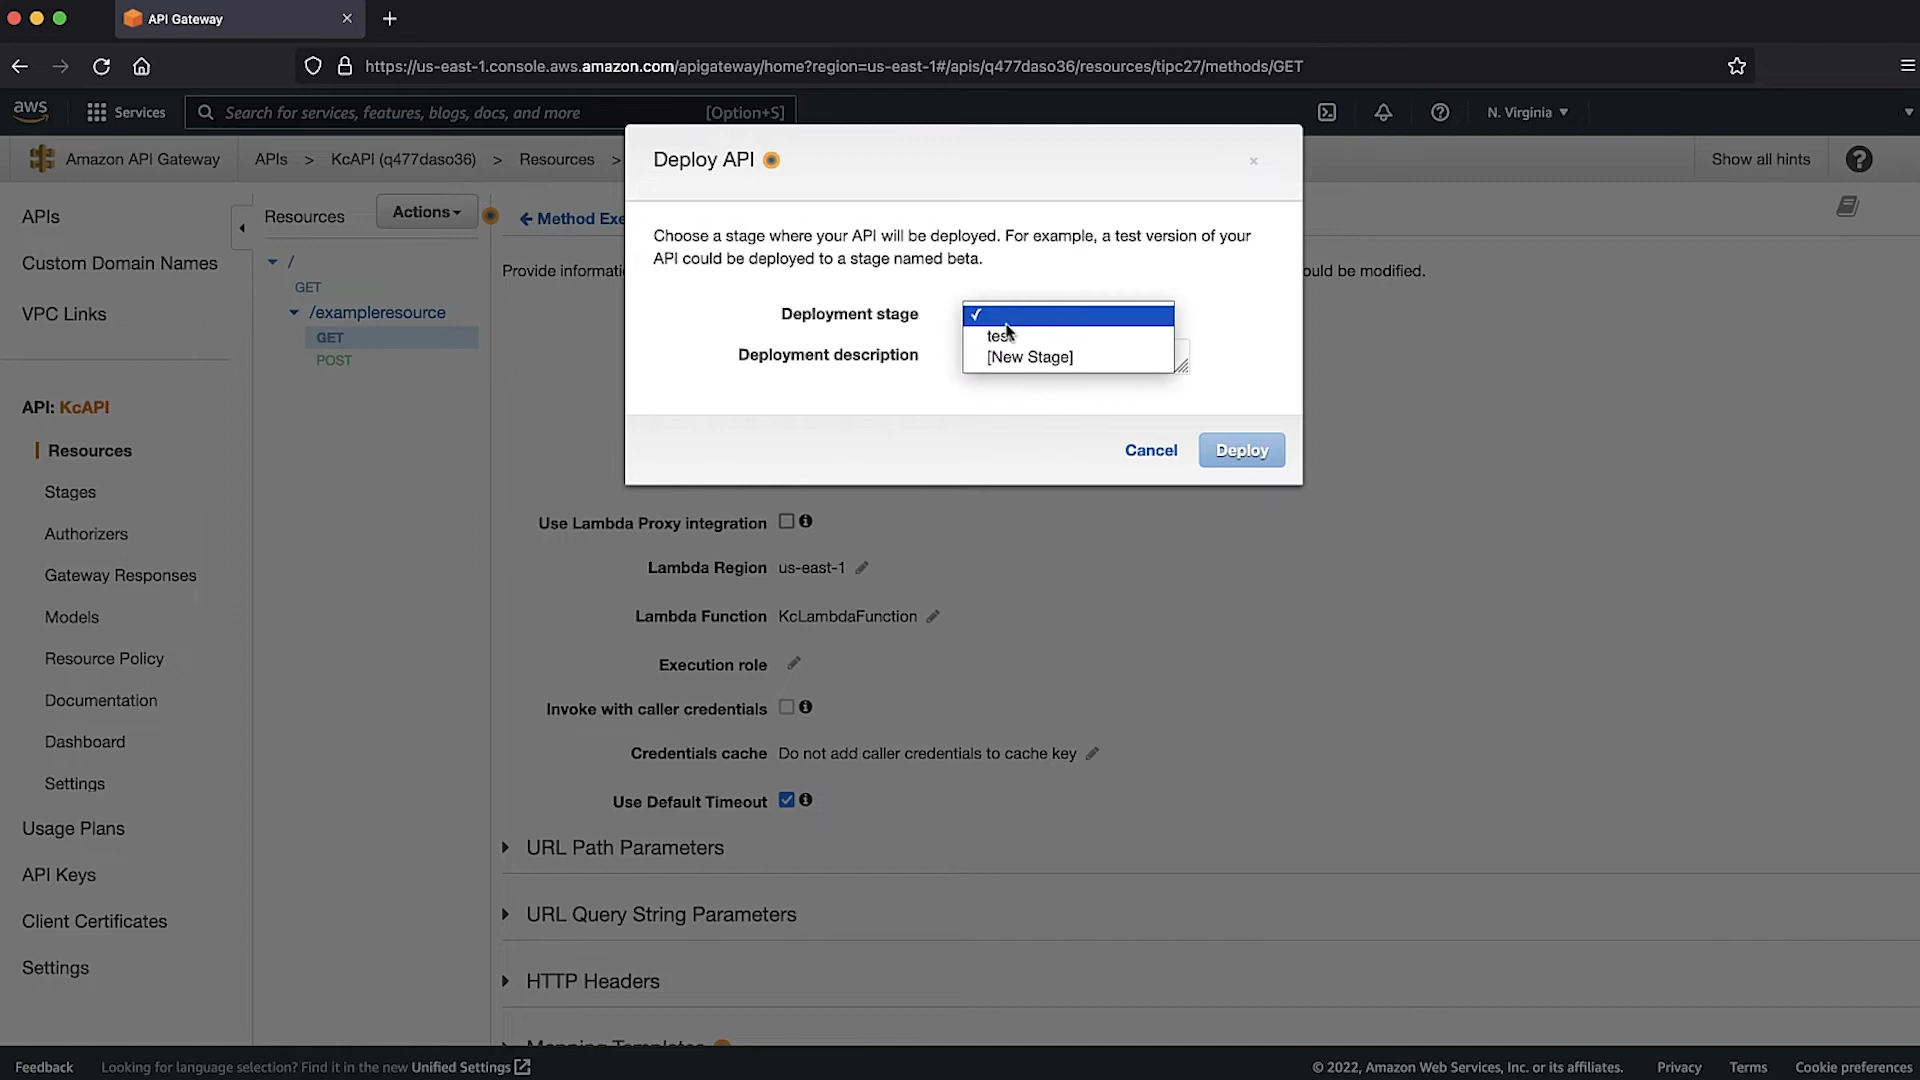 API Gateway
https://us-east-1.console.aws.amazon.com/apigateway/home?region=us-east-1#/apis/q477daso36/resources/tipc27/methods/GET
aws
Services
Search for services, features, blogs, docs, and more
[Option+S]
N. Virginia
Amazon API Gateway
APIs > KcAPI (q477daso36) > Resources >
Show all hints
Deploy API
Choose a stage where your API will be deployed. For example, a test version of your
API could be deployed to a stage named beta.
Deployment stage
[New Stage]
Deployment description
Cancel
Deploy
APIs
Custom Domain Names
VPC Links
API: KcAPI
Resources
Stages
Authorizers
Gateway Responses
Models
Resource Policy
Documentation
Dashboard
Settings
Usage Plans
API Keys
Client Certificates
Settings
Resources
Actions
/
GET
/exampleresource
GET
POST
Method Exe
Provide informati
ould be modified.
Use Lambda Proxy integration
Lambda Region us-east-1
Lambda Function KcLambdaFunction
Execution role
Invoke with caller credentials
Credentials cache Do not add caller credentials to cache key
Use Default Timeout
URL Path Parameters
URL Query String Parameters
HTTP Headers
Mapping Templates
Feedback
Looking for language selection? Find it in the new Unified Settings
© 2022, Amazon Web Services, Inc. or its affiliates.
Privacy
Terms
Cookie preferences